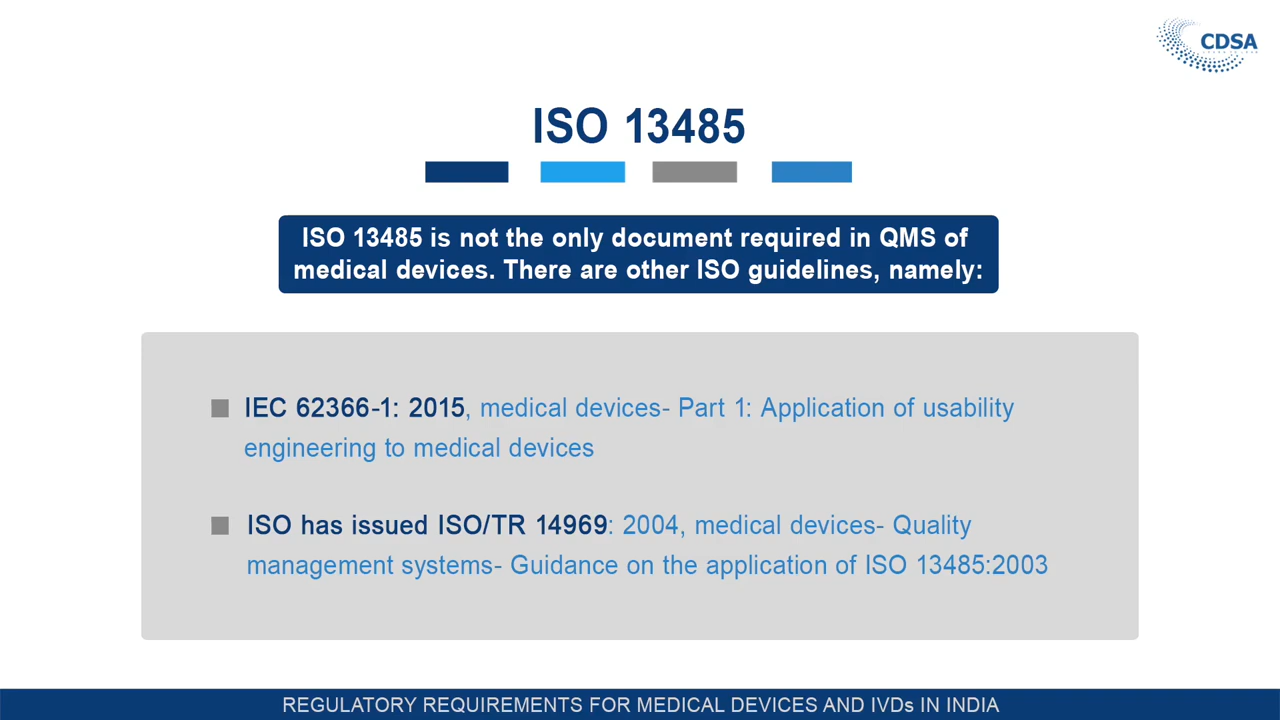 CDSA
ISO 13485
ISO 13485 is not the only document required in QMS of
medical devices. There are other ISO guidelines, namely:
IEC 62366-1: 2015, medical devices- Part 1: Application of usability
engineering to medical devices
ISO has issued ISO/TR 14969: 2004, medical devices- Quality
management systems- Guidance on the application of ISO 13485:2003
REGULATORY REQUIREMENTS FOR MEDICAL DEVICES AND IVDs IN INDIA